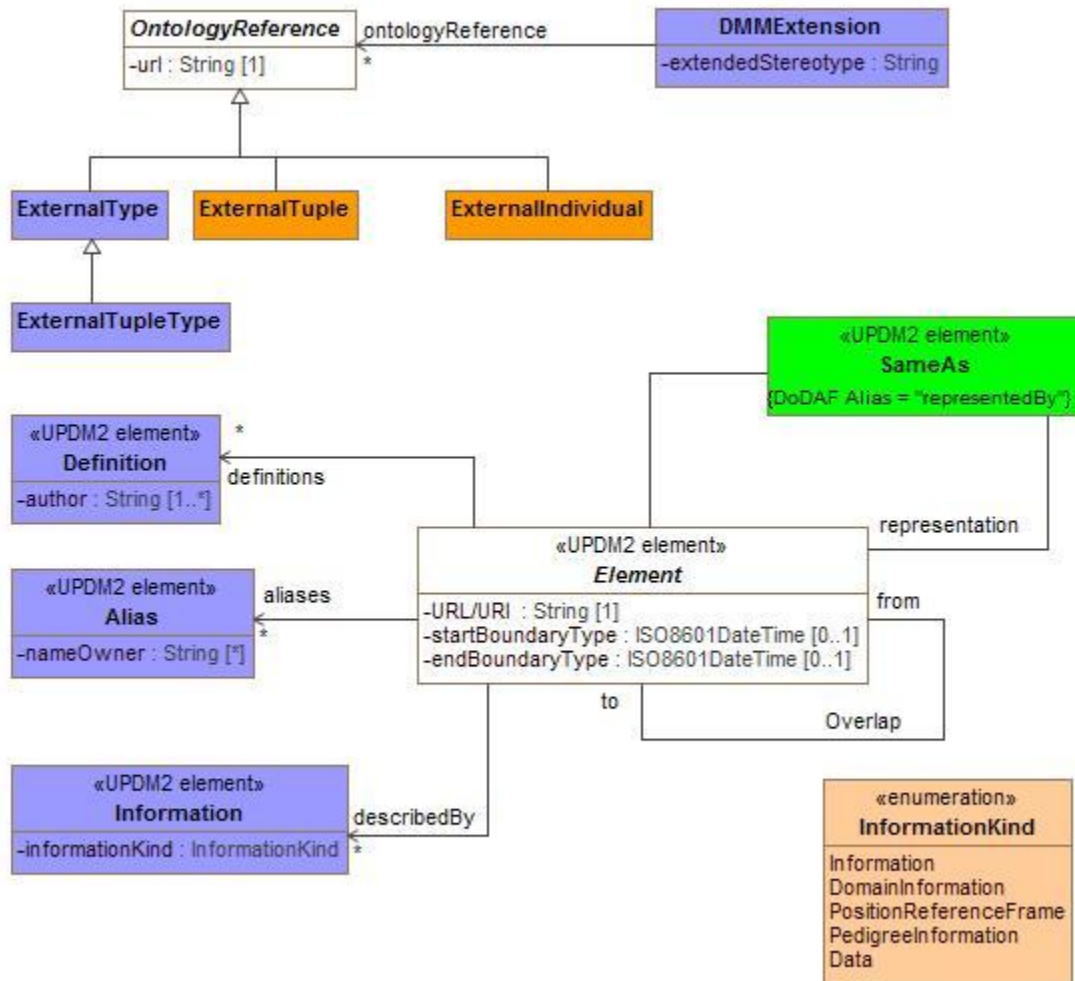 OntologyReference
-url : String [1]
ontologyReference
*
DMMExtension
-extendedStereotype : String
ExternalType
ExternalTuple
ExternalIndividual
ExternalTupleType
«UPDM2 element»
SameAs
{DoDAF Alias = "representedBy"}
«UPDM2 element»
Definition
-author : String [1..*]
*
definitions
representation
«UPDM2 element»
Element
-URL/URI : String [1]
-startBoundaryType : ISO8601DateTime [0..1]
-endBoundaryType : ISO8601DateTime [0..1]
from
to
Overlap
«UPDM2 element»
Alias
-nameOwner : String [*]
aliases
*
«UPDM2 element»
Information
-informationKind : InformationKind
describedBy
*
«enumeration»
InformationKind
Information
DomainInformation
PositionReferenceFrame
PedigreeInformation
Data